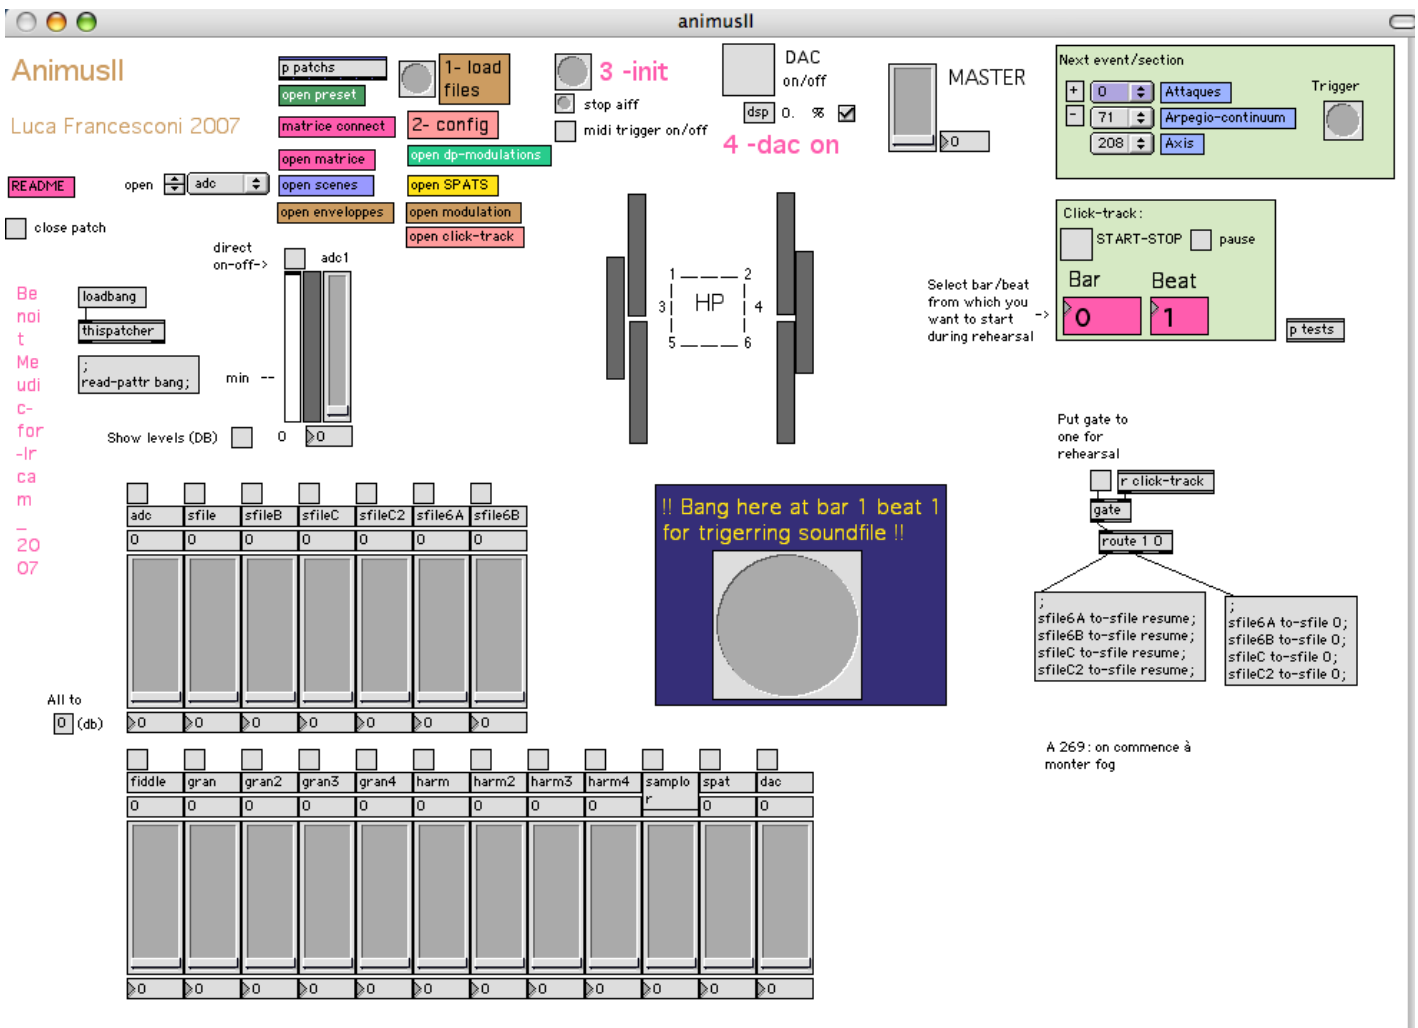 animusII
AnimusII
Luca Francesconi 2007
README
open
adc
close patch
p patchs
open preset
matrice connect
open matrice
open scenes
open enveloppes
1- load
files
2- config
open dp-modulations
open SPATS
open modulation
open click-track
3 -init
stop aiff
midi trigger on/off
DAC
on/off
dsp 0. %
4 -dac on
MASTER
0
Next event/section
+ 0 Attaques
- 71 Arpegio-continuum
208 Axis
Trigger
Click-track:
START-STOP
pause
Bar Beat
0 1
Select bar/beat
from which you
want to start ->
during rehearsal
p tests
direct
on-off->
adc1
min --
Show levels (DB)
0
0
Be
noi
t
Me
udi
c-
for
-Ir
ca
m
_
20
07
loadbang
thispatcher
;
read-pattr bang;
1 ---- 2
3 HP 4
5 ---- 6
Put gate to
one for
rehearsal
r click-track
gate
route 1 0
;
sfile6A to-sfile resume;
sfile6B to-sfile resume;
sfileC to-sfile resume;
sfileC2 to-sfile resume;
;
sfile6A to-sfile 0;
sfile6B to-sfile 0;
sfileC to-sfile 0;
sfileC2 to-sfile 0;
A 269: on commence à
monter fog
!! Bang here at bar 1 beat 1
for trigerring soundfile !!
adc sfile sfileB sfileC sfileC2 sfile6A sfile6B
0 0 0 0 0 0 0
All to
0 (db)
0 0 0 0 0 0 0
fiddle gran gran2 gran3 gran4 harm harm2 harm3 harm4 samplo spat dac
r
0 0 0 0 0 0 0 0 0 0 0
0 0 0 0 0 0 0 0 0 0 0 0